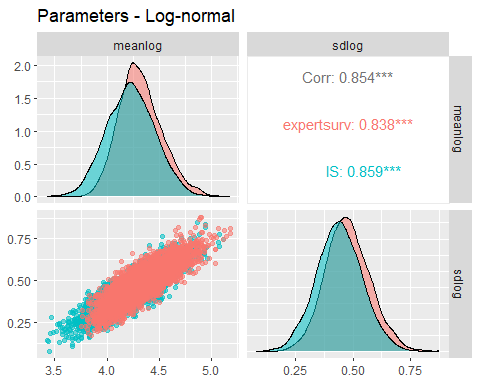 Parameters - Log-normal
meanlog sdlog
2.0
1.5
1.0
0.5
0.0
Corr: 0.854***
expertsurv: 0.838***
IS: 0.859***
meanlog
0.75
0.50
0.25
sdlog
3.5 4.0 4.5 5.0 0.25 0.50 0.75